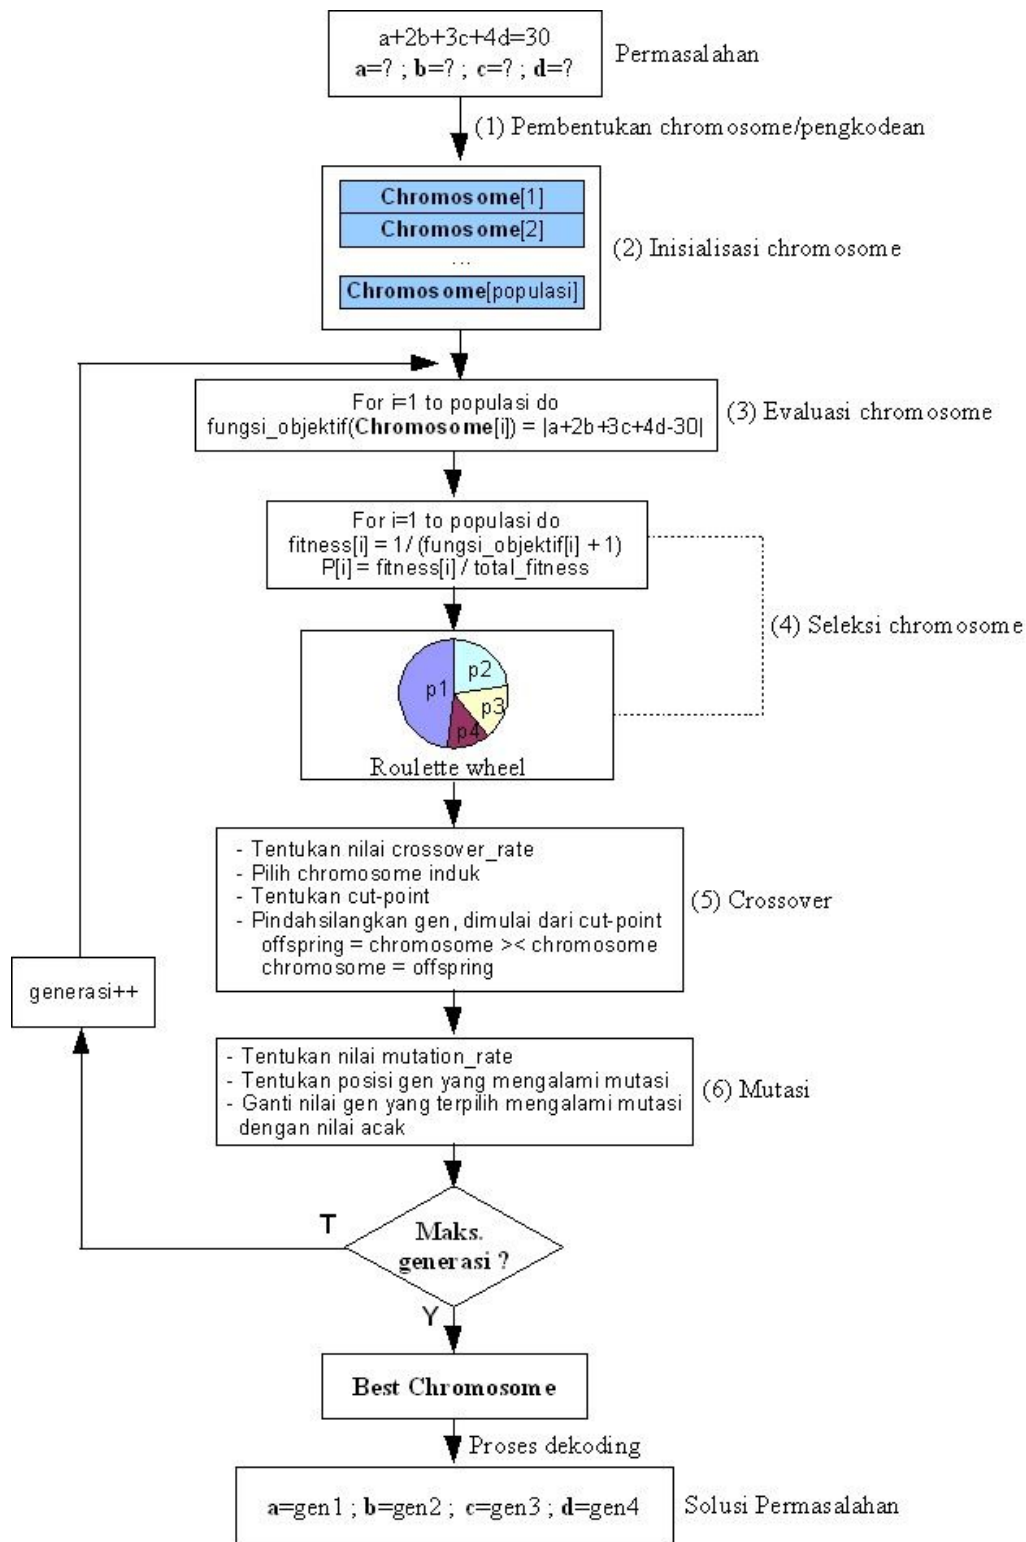 a+2b+3c+4d=30
a=? ; b=? ; c=? ; d=?
Permasalahan
(1) Pembentukan chromosome/pengkodean
Chromosome[1]
Chromosome[2]
...
Chromosome[populasi]
(2) Inisialisasi chromosome
For i=1 to populasi do
fungsi_objektif(Chromosome[i]) = |a+2b+3c+4d-30|
(3) Evaluasi chromosome
For i=1 to populasi do
fitness[i] = 1/ (fungsi_objektif[i] + 1)
P[i] = fitness[i] / total_fitness
(4) Seleksi chromosome
p1
p2
p3
p4
Roulette wheel
- Tentukan nilai crossover_rate
- Pilih chromosome induk
- Tentukan cut-point
- Pindahsilangkan gen, dimulai dari cut-point
offspring = chromosome >< chromosome
chromosome = offspring
(5) Crossover
generasi++
- Tentukan nilai mutation_rate
- Tentukan posisi gen yang mengalami mutasi
- Ganti nilai gen yang terpilih mengalami mutasi
dengan nilai acak
(6) Mutasi
T
Maks.
generasi ?
Y
Best Chromosome
Proses dekoding
a=gen1 ; b=gen2 ; c=gen3 ; d=gen4
Solusi Permasalahan